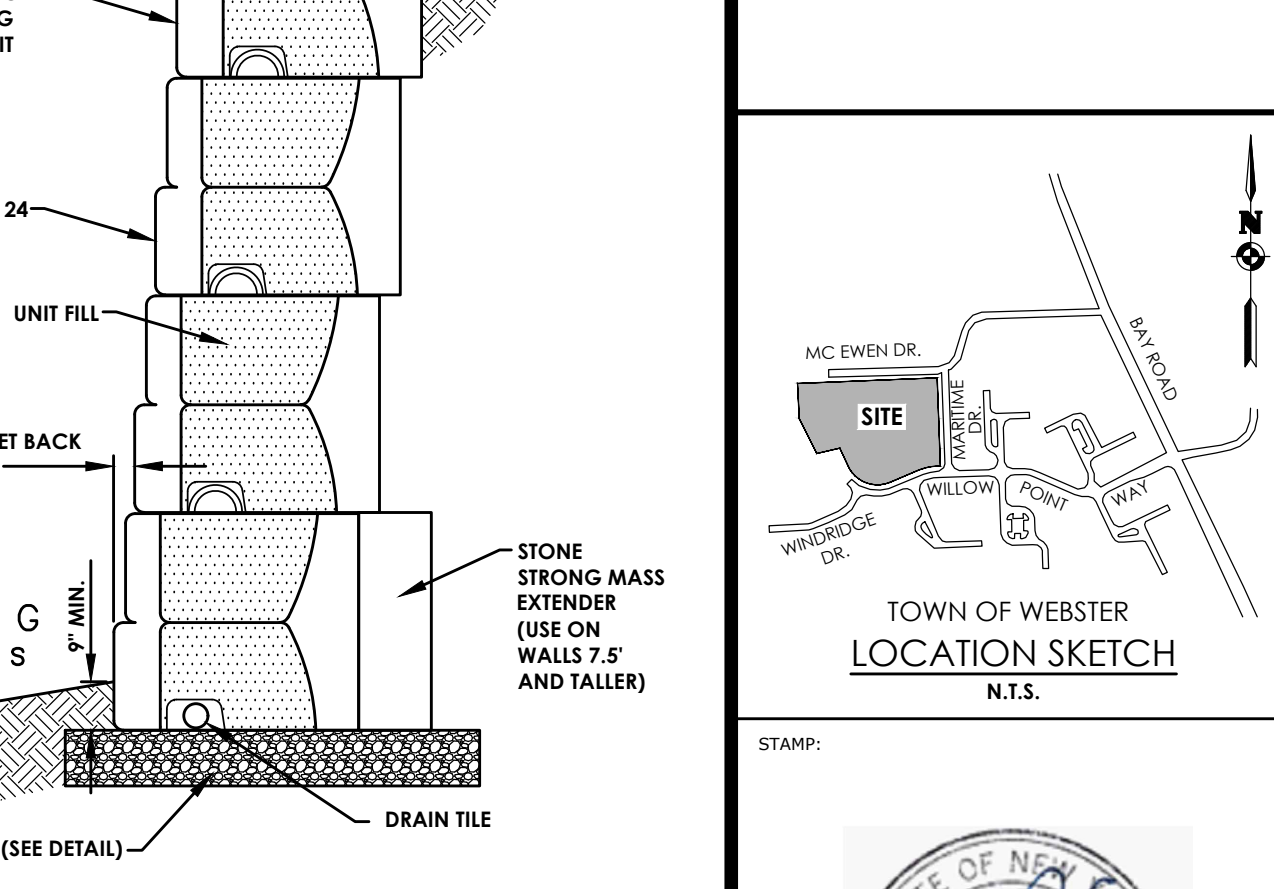 G
IT
24
UNIT FILL
ET BACK
9" MIN.
G
S
STONE
STRONG MASS
EXTENDER
(USE ON
WALLS 7.5'
AND TALLER)
DRAIN TILE
(SEE DETAIL)
N
MC EWEN DR.
BAY ROAD
SITE
MARITIME
DR.
WILLOW POINT WAY
WINDRIDGE
DR.
TOWN OF WEBSTER
LOCATION SKETCH
N.T.S.
STAMP:
E OF NEW